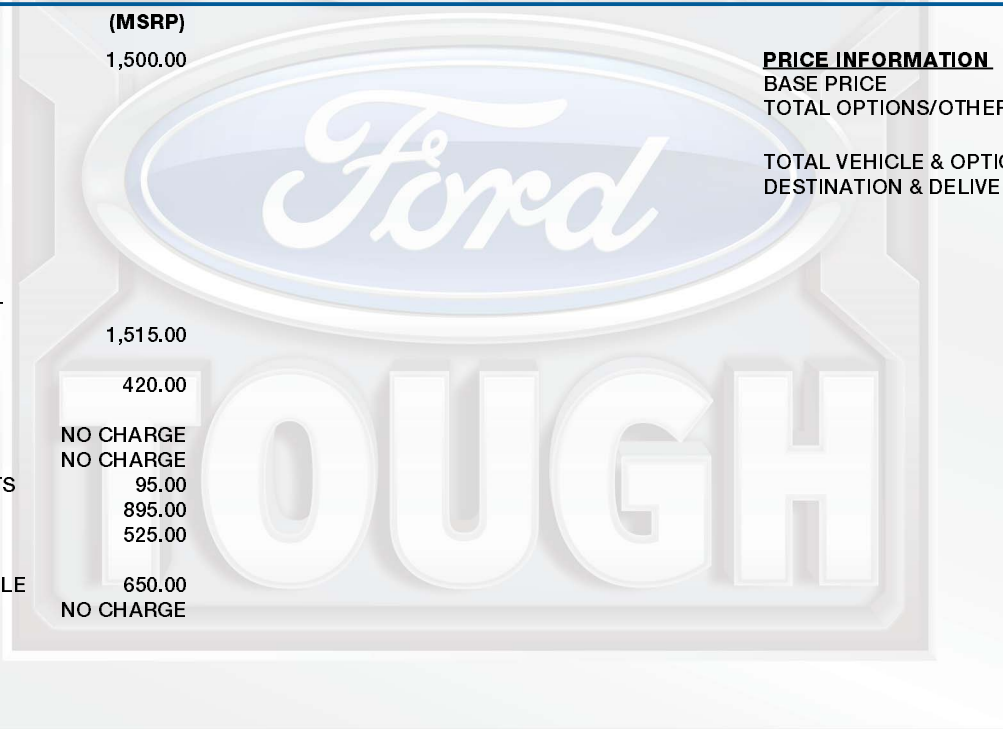 (MSRP)
1,500.00
1,515.00
420.00
NO CHARGE
NO CHARGE
TS 95.00
895.00
525.00
LE 650.00
NO CHARGE
PRICE INFORMATION
BASE PRICE
TOTAL OPTIONS/OTHER
TOTAL VEHICLE & OPTIO
DESTINATION & DELIVE
Ford
TOUGH